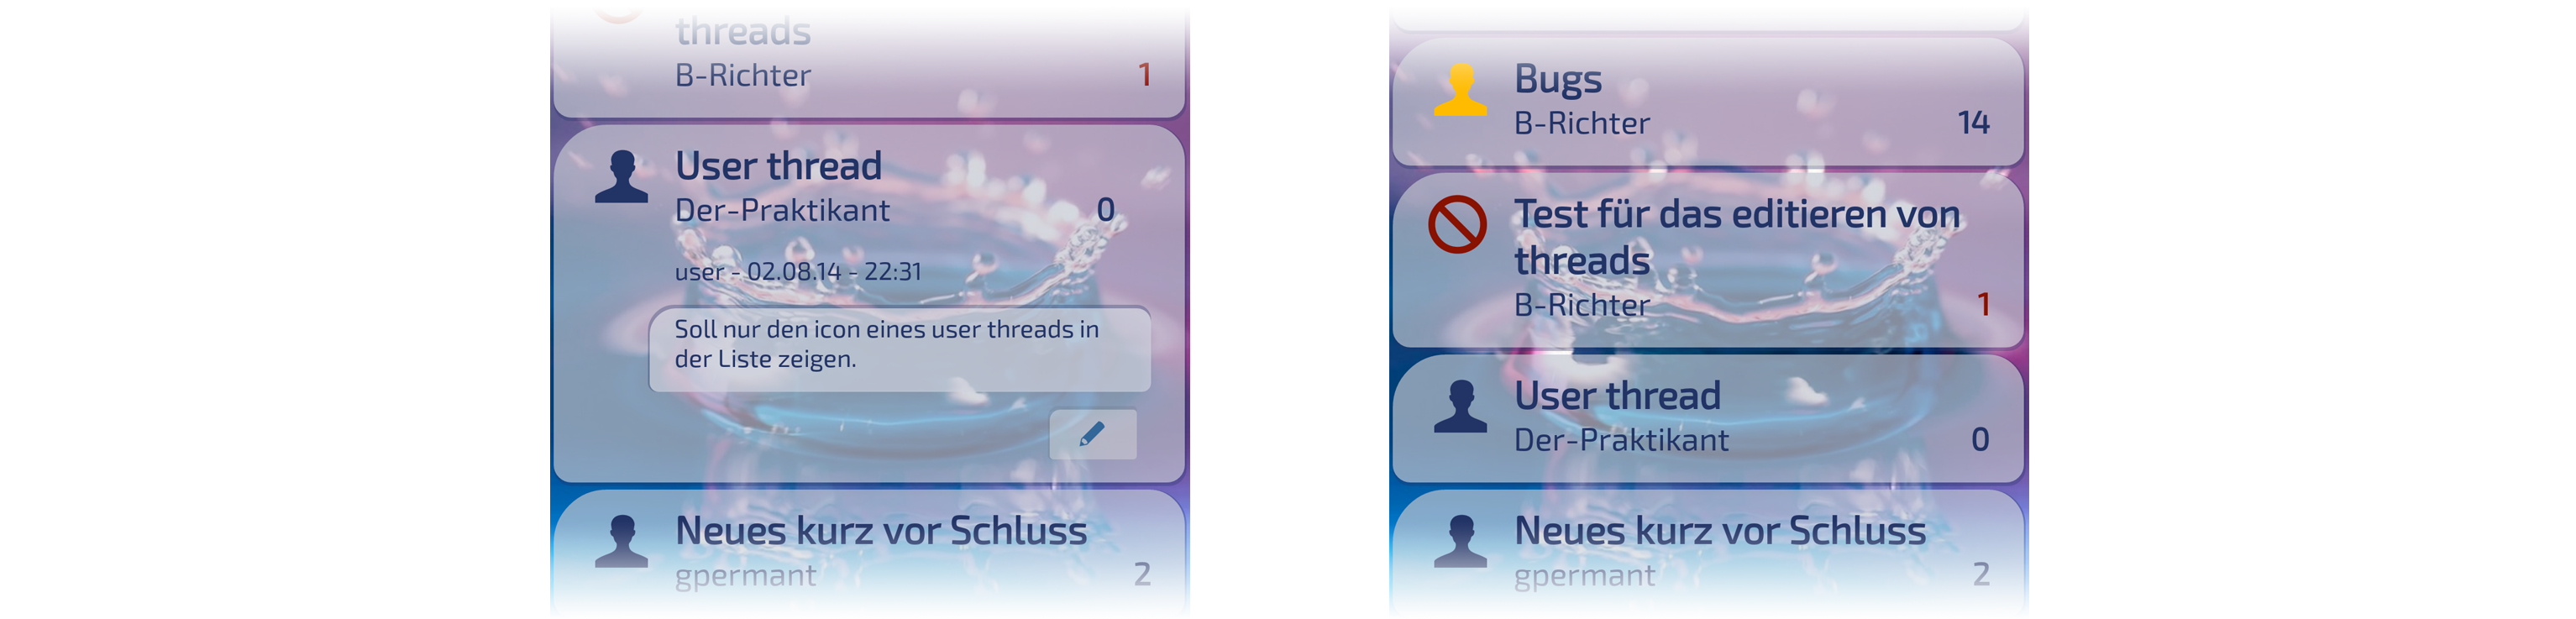 threads
B-Richter
1
User thread
Der-Praktikant
0
user - 02.08.14 - 22:31
Soll nur den icon eines user threads in
der Liste zeigen.
Neues kurz vor Schluss
gpermant
2
Bugs
B-Richter
14
Test für das editieren von
threads
B-Richter
1
User thread
Der-Praktikant
0
Neues kurz vor Schluss
gpermant
2